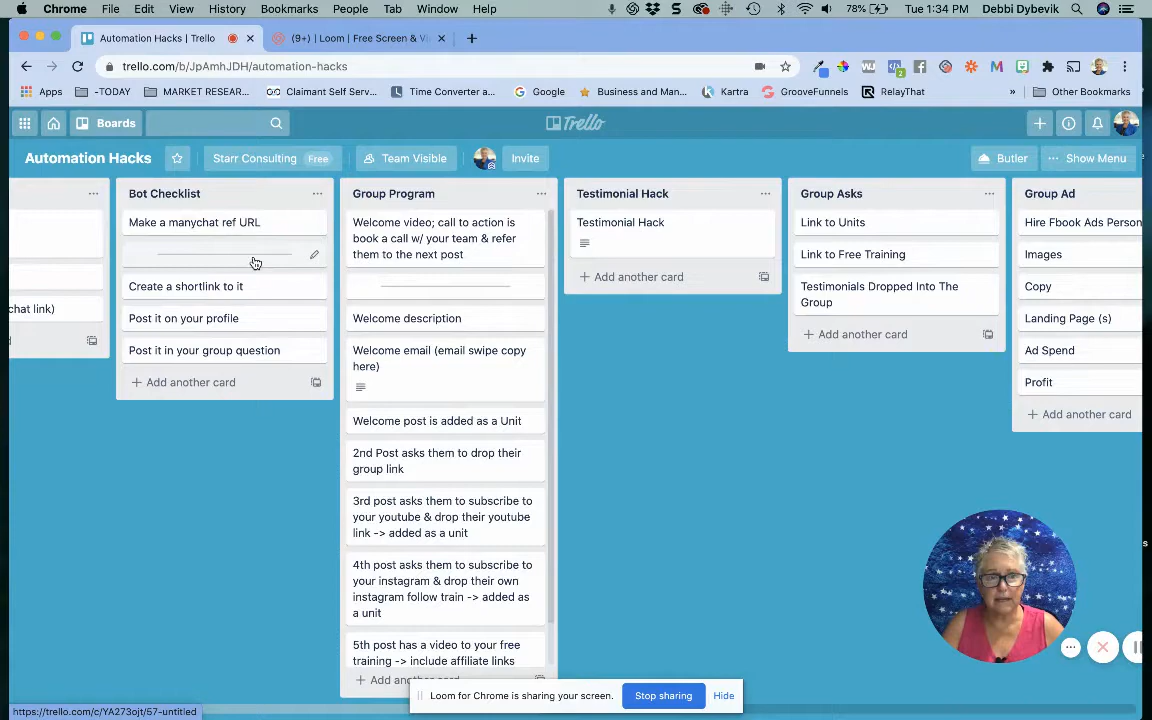 Chrome File Edit View History Bookmarks People Tab Window Help 78% Tue 1:34 PM Debbi Dybevik
Automation Hacks | Trello (9+) | Loom | Free Screen & Vi
trello.com/b/JpAmhJDH/automation-hacks
Apps -TODAY MARKET RESEAR... Claimant Self Serv... Time Converter a... Google Business and Man... Kartra GrooveFunnels RelayThat » Other Bookmarks
Boards Trello
Automation Hacks Starr Consulting Free Team Visible Invite Butler Show Menu
chat link)
Bot Checklist
Make a manychat ref URL
Create a shortlink to it
Post it on your profile
Post it in your group question
Add another card
Group Program
Welcome video; call to action is
book a call w/ your team & refer
them to the next post
Welcome description
Welcome email (email swipe copy
here)
Welcome post is added as a Unit
2nd Post asks them to drop their
group link
3rd post asks them to subscribe to
your youtube & drop their youtube
link -> added as a unit
4th post asks them to subscribe to
your instagram & drop their own
instagram follow train -> added as
a unit
5th post has a video to your free
training -> include affiliate links
Add another card
Testimonial Hack
Testimonial Hack
Add another card
Group Asks
Link to Units
Link to Free Training
Testimonials Dropped Into The
Group
Add another card
Group Ad
Hire Fbook Ads Person
Images
Copy
Landing Page (s)
Ad Spend
Profit
Add another card
Loom for Chrome is sharing your screen. Stop sharing Hide
https://trello.com/c/YA273ojt/57-untitled